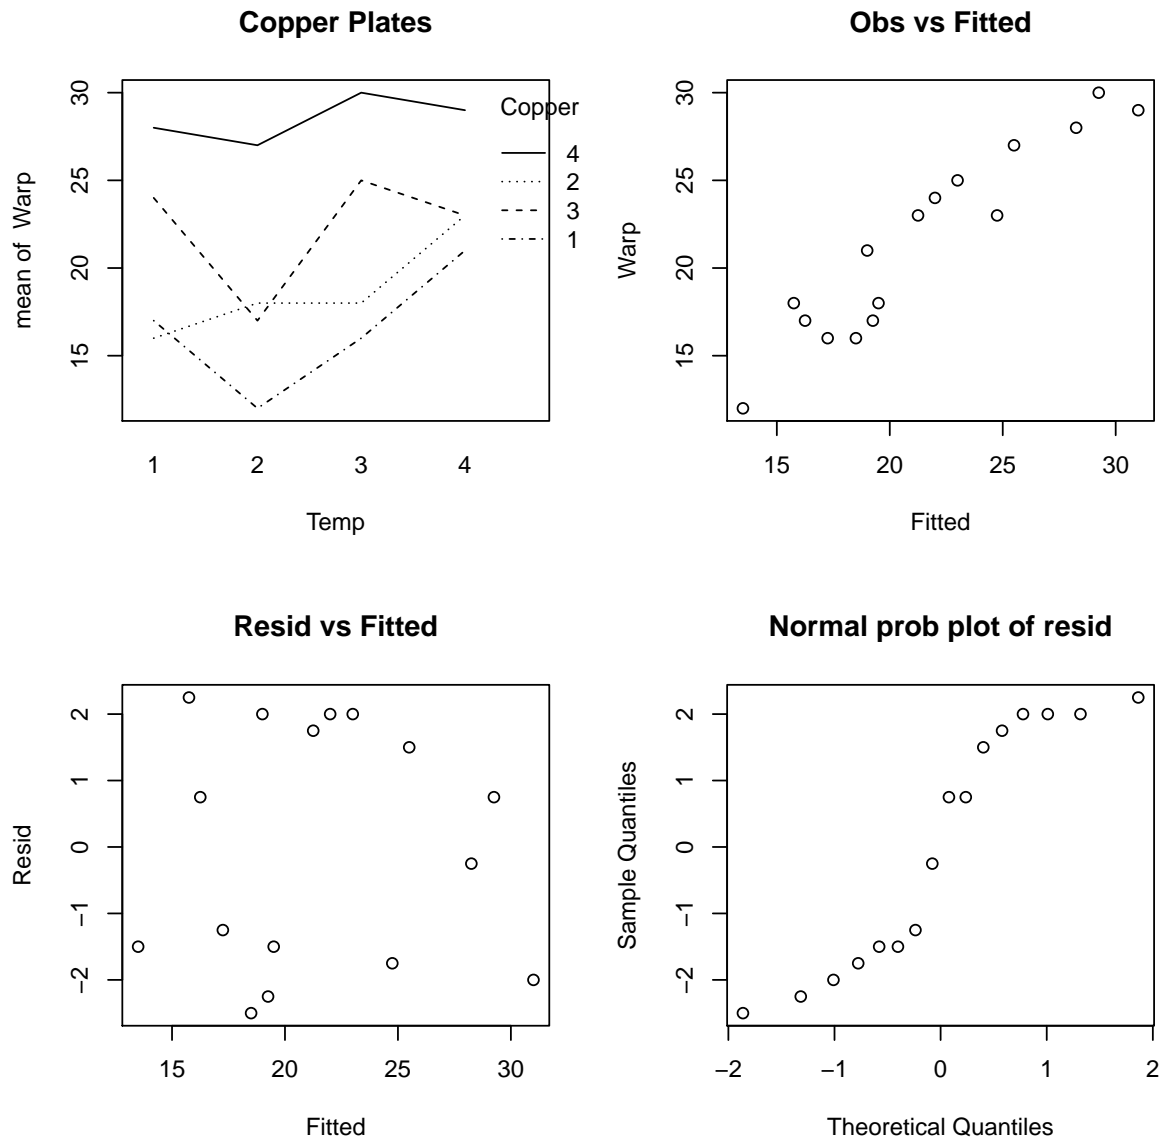 Copper Plates
mean of  Warp
30
25
20
15
Copper
4
2
3
1
1 2 3 4
Temp
Obs vs Fitted
Warp
30
25
20
15
15 20 25 30
Fitted
Resid vs Fitted
Resid
2
1
0
−1
−2
15 20 25 30
Fitted
Normal prob plot of resid
Sample Quantiles
2
1
0
−1
−2
−2 −1 0 1 2
Theoretical Quantiles